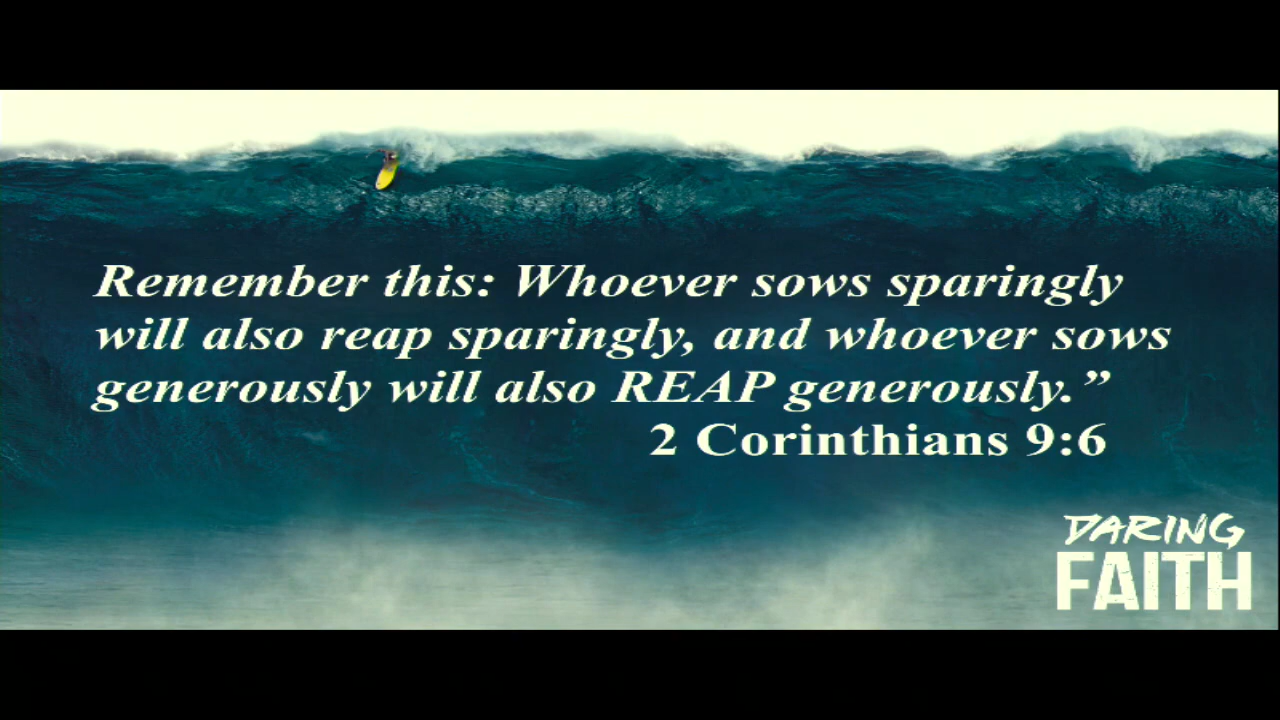 Remember this: Whoever sows sparingly
will also reap sparingly, and whoever sows
generously will also REAP generously.”
2 Corinthians 9:6
DARING
FAITH